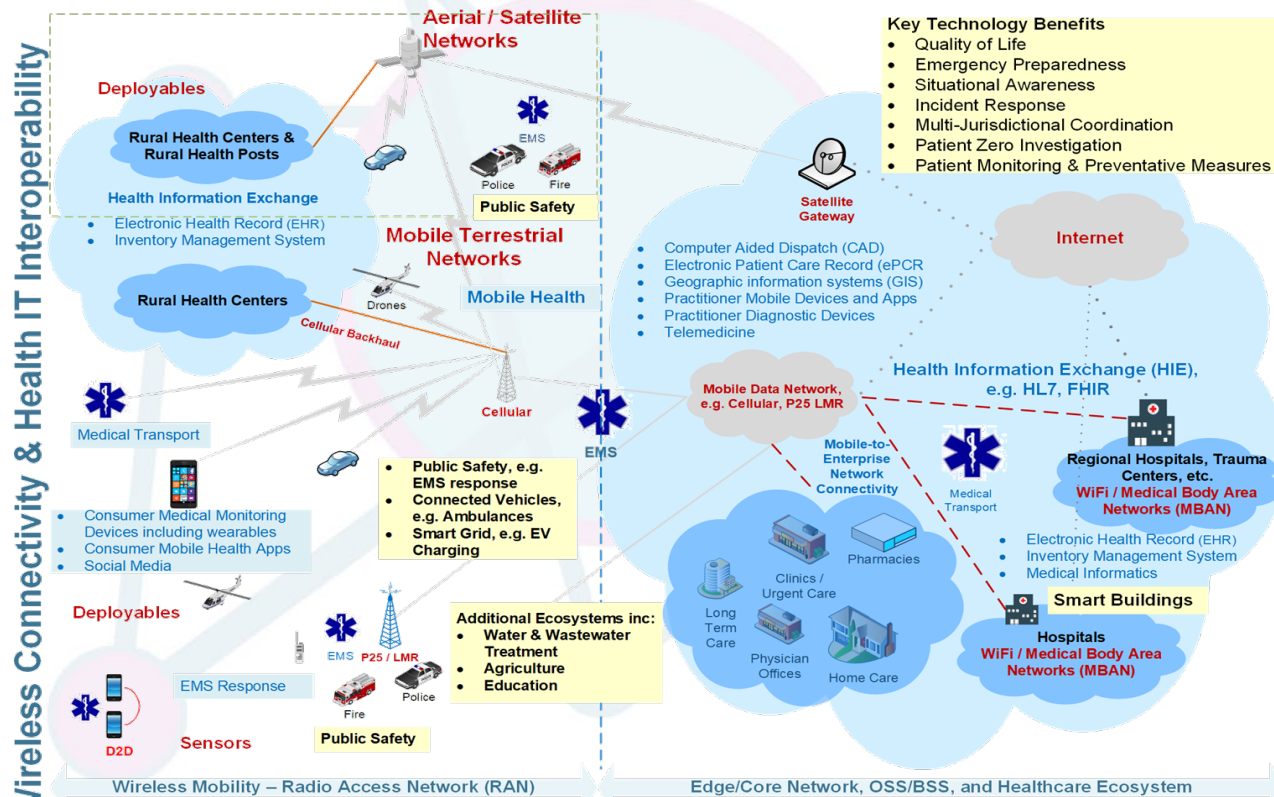 Wireless Connectivity & Health IT Interoperability
Aerial / Satellite
Networks
Deployables
Rural Health Centers &
Rural Health Posts
Health Information Exchange
• Electronic Health Record (EHR)
• Inventory Management System
EMS
Police
Fire
Public Safety
Mobile Terrestrial
Networks
Rural Health Centers
Drones
Mobile Health
Cellular Backhaul
Cellular
Medical Transport
• Consumer Medical Monitoring
Devices including wearables
• Consumer Mobile Health Apps
• Social Media
• Public Safety, e.g.
EMS response
• Connected Vehicles,
e.g. Ambulances
• Smart Grid, e.g. EV
Charging
EMS
Deployables
EMS
P25 / LMR
EMS Response
Fire
Police
Public Safety
Additional Ecosystems inc:
• Water & Wastewater
Treatment
• Agriculture
• Education
D2D
Sensors
Wireless Mobility – Radio Access Network (RAN)
Key Technology Benefits
• Quality of Life
• Emergency Preparedness
• Situational Awareness
• Incident Response
• Multi-Jurisdictional Coordination
• Patient Zero Investigation
• Patient Monitoring & Preventative Measures
Satellite
Gateway
Internet
• Computer Aided Dispatch (CAD)
• Electronic Patient Care Record (ePCR
• Geographic information systems (GIS)
• Practitioner Mobile Devices and Apps
• Practitioner Diagnostic Devices
• Telemedicine
Mobile Data Network,
e.g. Cellular, P25 LMR
Health Information Exchange (HIE),
e.g. HL7, FHIR
Mobile-to-
Enterprise
Network
Connectivity
Medical
Transport
Regional Hospitals, Trauma
Centers, etc.
WiFi / Medical Body Area
Networks (MBAN)
• Electronic Health Record (EHR)
• Inventory Management System
• Medical Informatics
Smart Buildings
Hospitals
WiFi / Medical Body Area
Networks (MBAN)
Clinics /
Urgent Care
Pharmacies
Long
Term
Care
Physician
Offices
Home Care
Edge/Core Network, OSS/BSS, and Healthcare Ecosystem